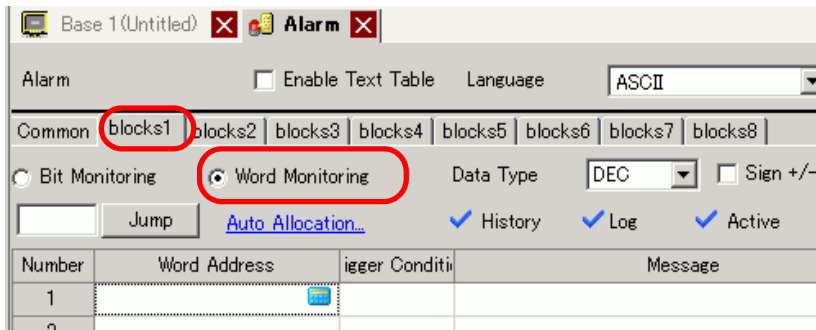 Base 1(Untitled) Alarm
Alarm Enable Text Table Language ASCII
Common blocks1 blocks2 blocks3 blocks4 blocks5 blocks6 blocks7 blocks8
Bit Monitoring Word Monitoring Data Type DEC Sign +/-
Jump Auto Allocation... History Log Active
Number Word Address igger Conditi Message
1
2